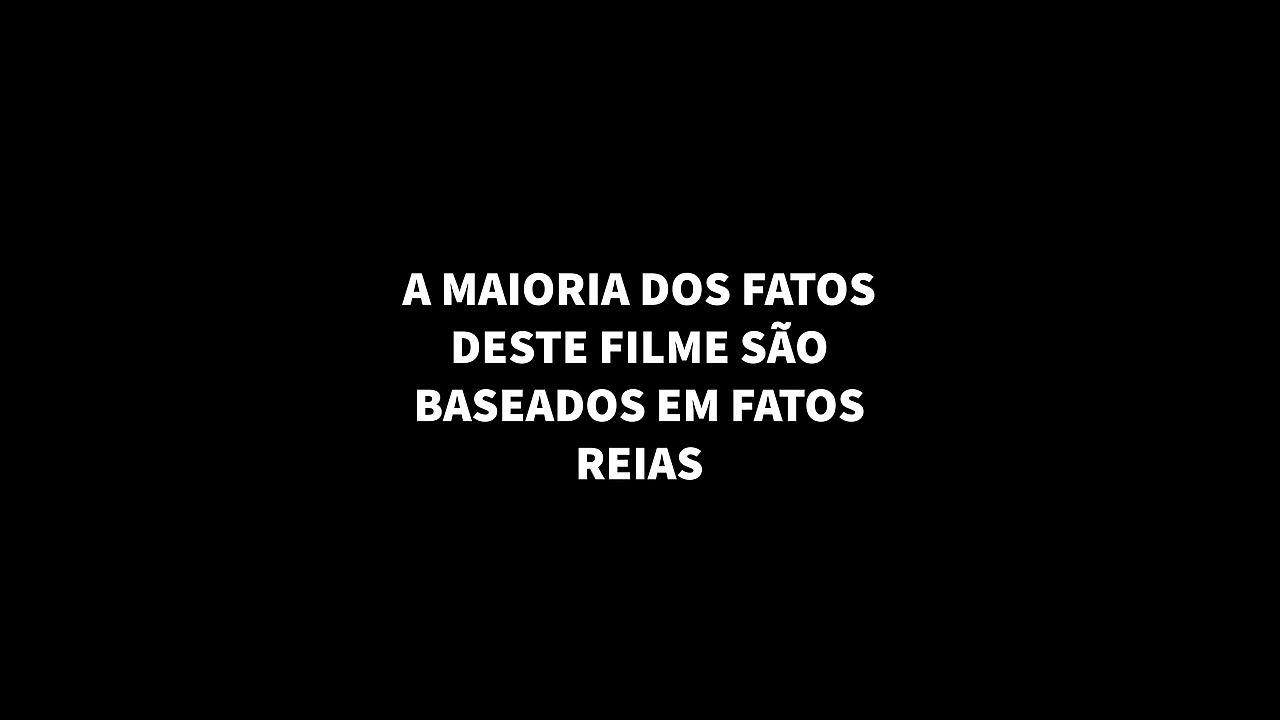 A MAIORIA DOS FATOS
DESTE FILME SÃO
BASEADOS EM FATOS
REIAS